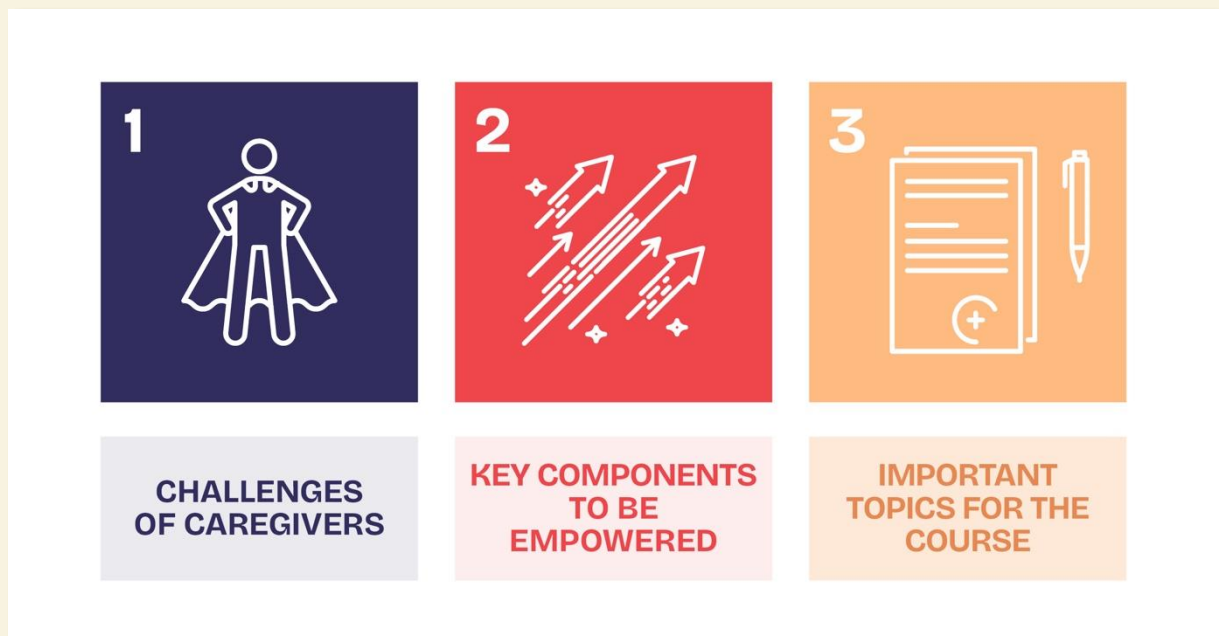 1
2
3
CHALLENGES
OF CAREGIVERS
KEY COMPONENTS
TO BE
EMPOWERED
IMPORTANT
TOPICS FOR THE
COURSE